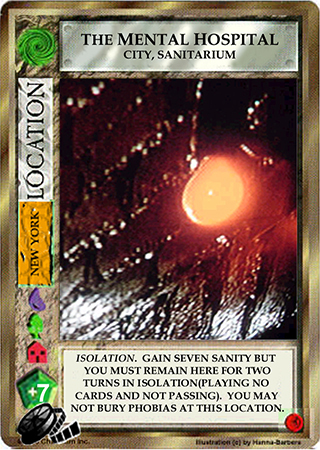 THE MENTAL HOSPITAL
CITY, SANITARIUM
LOCATION
NEW YORK
+7
ISOLATION. GAIN SEVEN SANITY BUT
YOU MUST REMAIN HERE FOR TWO
TURNS IN ISOLATION(PLAYING NO
CARDS AND NOT PASSING). YOU MAY
NOT BURY PHOBIAS AT THIS LOCATION.
Inc.
Illustration (c) by Hanna-Barbera